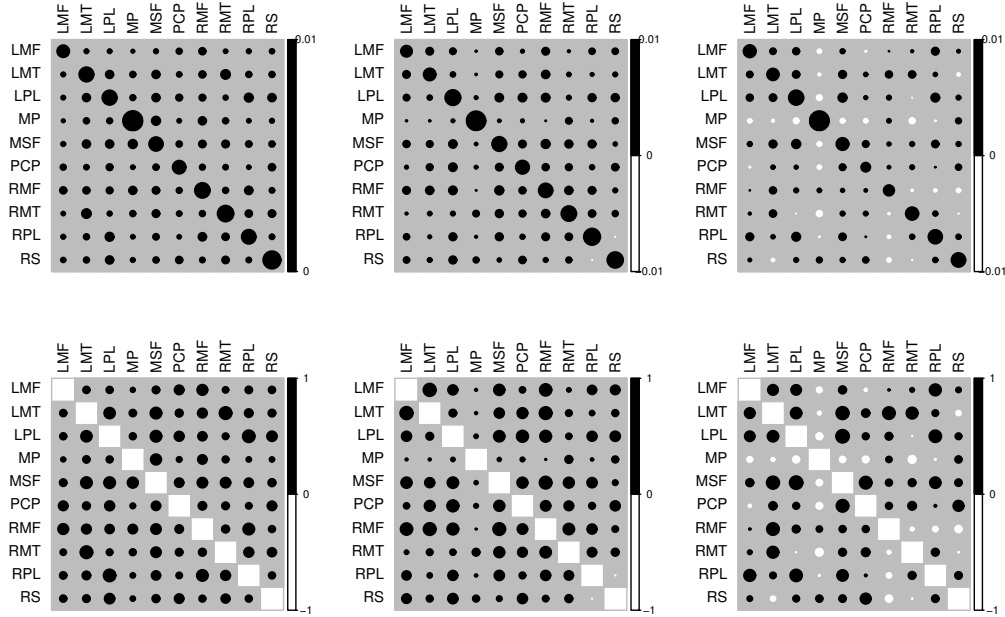 LMF LMT LPL MP MSF PCP RMF RMT RPL RS
LMF
LMT
LPL
MP
MSF
PCP
RMF
RMT
RPL
RS
0.01
0
LMF LMT LPL MP MSF PCP RMF RMT RPL RS
LMF
LMT
LPL
MP
MSF
PCP
RMF
RMT
RPL
RS
0.01
0
−0.01
LMF LMT LPL MP MSF PCP RMF RMT RPL RS
LMF
LMT
LPL
MP
MSF
PCP
RMF
RMT
RPL
RS
0.01
0
−0.01
LMF LMT LPL MP MSF PCP RMF RMT RPL RS
LMF
LMT
LPL
MP
MSF
PCP
RMF
RMT
RPL
RS
1
0
−1
LMF LMT LPL MP MSF PCP RMF RMT RPL RS
LMF
LMT
LPL
MP
MSF
PCP
RMF
RMT
RPL
RS
1
0
−1
LMF LMT LPL MP MSF PCP RMF RMT RPL RS
LMF
LMT
LPL
MP
MSF
PCP
RMF
RMT
RPL
RS
1
0
−1